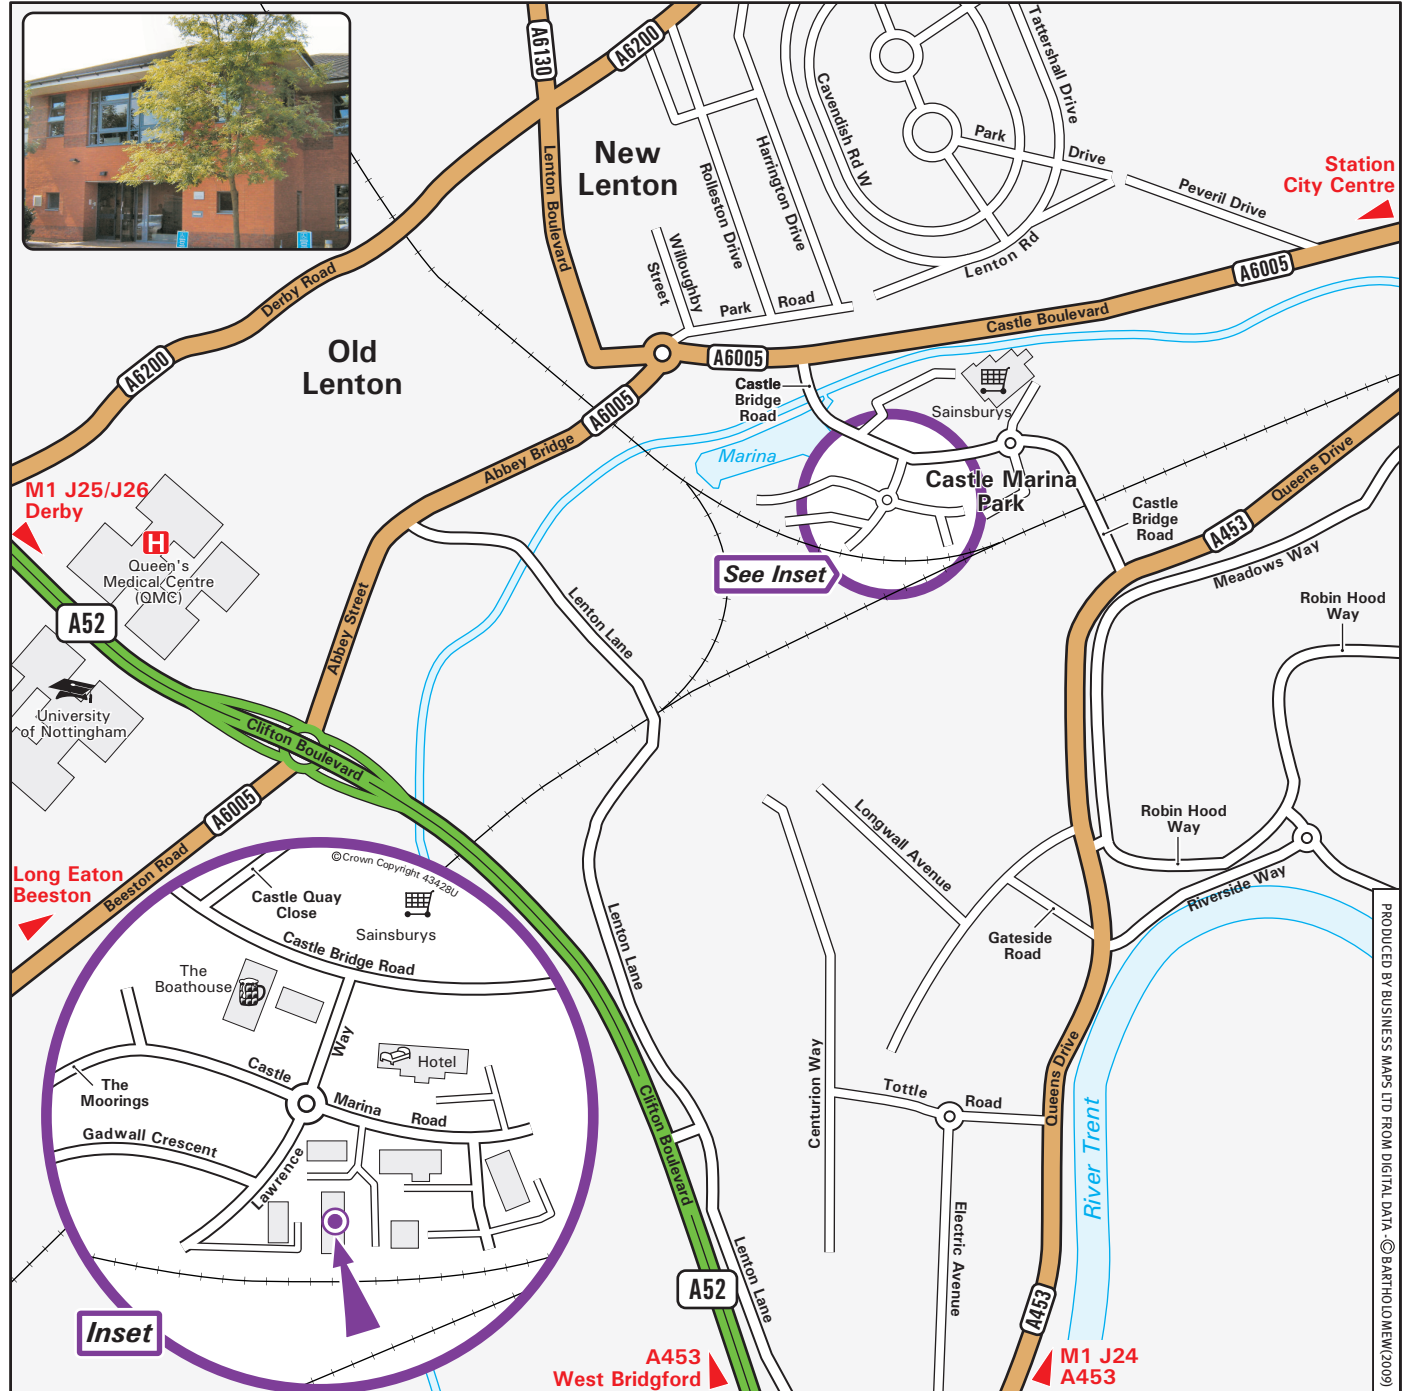 A6130
A6200
Tattershall Drive
Cavendish Rd W
Park
Drive
Peveril Drive
Station
City Centre
New
Lenton
Lenton Boulevard
Rolleston Drive
Harrington Drive
Willoughby
Street
Park
Road
Lenton Rd
A6005
Castle Boulevard
Derby Road
A6200
Old
Lenton
A6005
Castle
Bridge
Road
Sainsburys
A6005
Abbey Bridge
Marina
Castle Marina
Park
Queens Drive
Castle
Bridge
Road
A453
Meadows Way
M1 J25/J26
Derby
H
Queen's
Medical Centre
(QMC)
See Inset
A52
Abbey Street
Lenton Lane
Robin Hood
Way
University
of Nottingham
Clifton Boulevard
A6005
Beeston Road
Long Eaton
Beeston
Longwall Avenue
Robin Hood
Way
Riverside Way
Gateside
Road
Lenton Lane
©Crown Copyright 43428U
Castle Quay
Close
Sainsburys
Castle Bridge Road
The
Boathouse
Way
Hotel
Castle
Marina
Road
The
Moorings
Gadwall Crescent
Lawrence
Inset
Clifton Boulevard
Centurion Way
Tottle
Road
Queens Drive
River Trent
Electric Avenue
A52
Lenton Lane
A453
A453
West Bridgford
M1 J24
A453
PRODUCED BY BUSINESS MAPS LTD FROM DIGITAL DATA - © BARTHOLOMEW(2009)